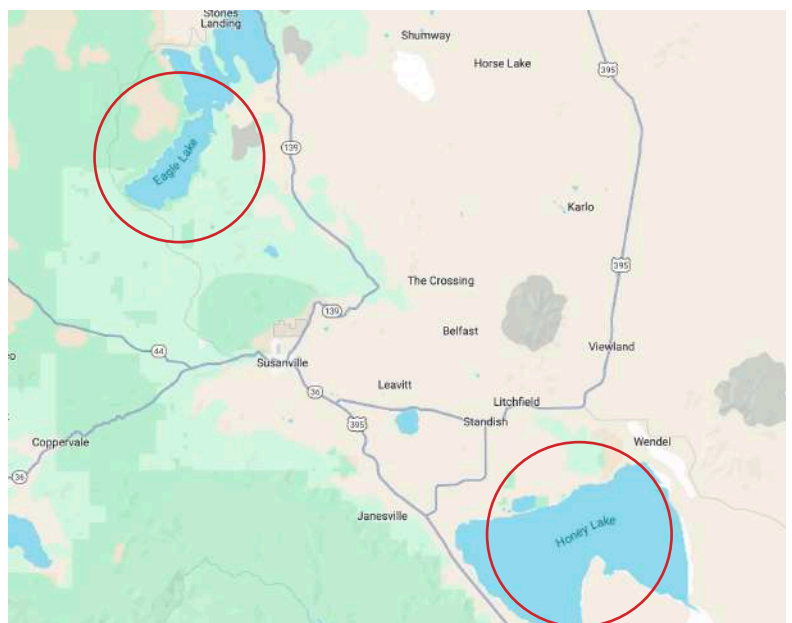 Stones
Landing
Shumway
Horse Lake
395
139
Eagle Lake
Karlo
395
The Crossing
139
Belfast
Viewland
44
Susanville
Leavitt
36
Litchfield
395
Standish
Coppervale
Wendel
36
Janesville
Honey Lake